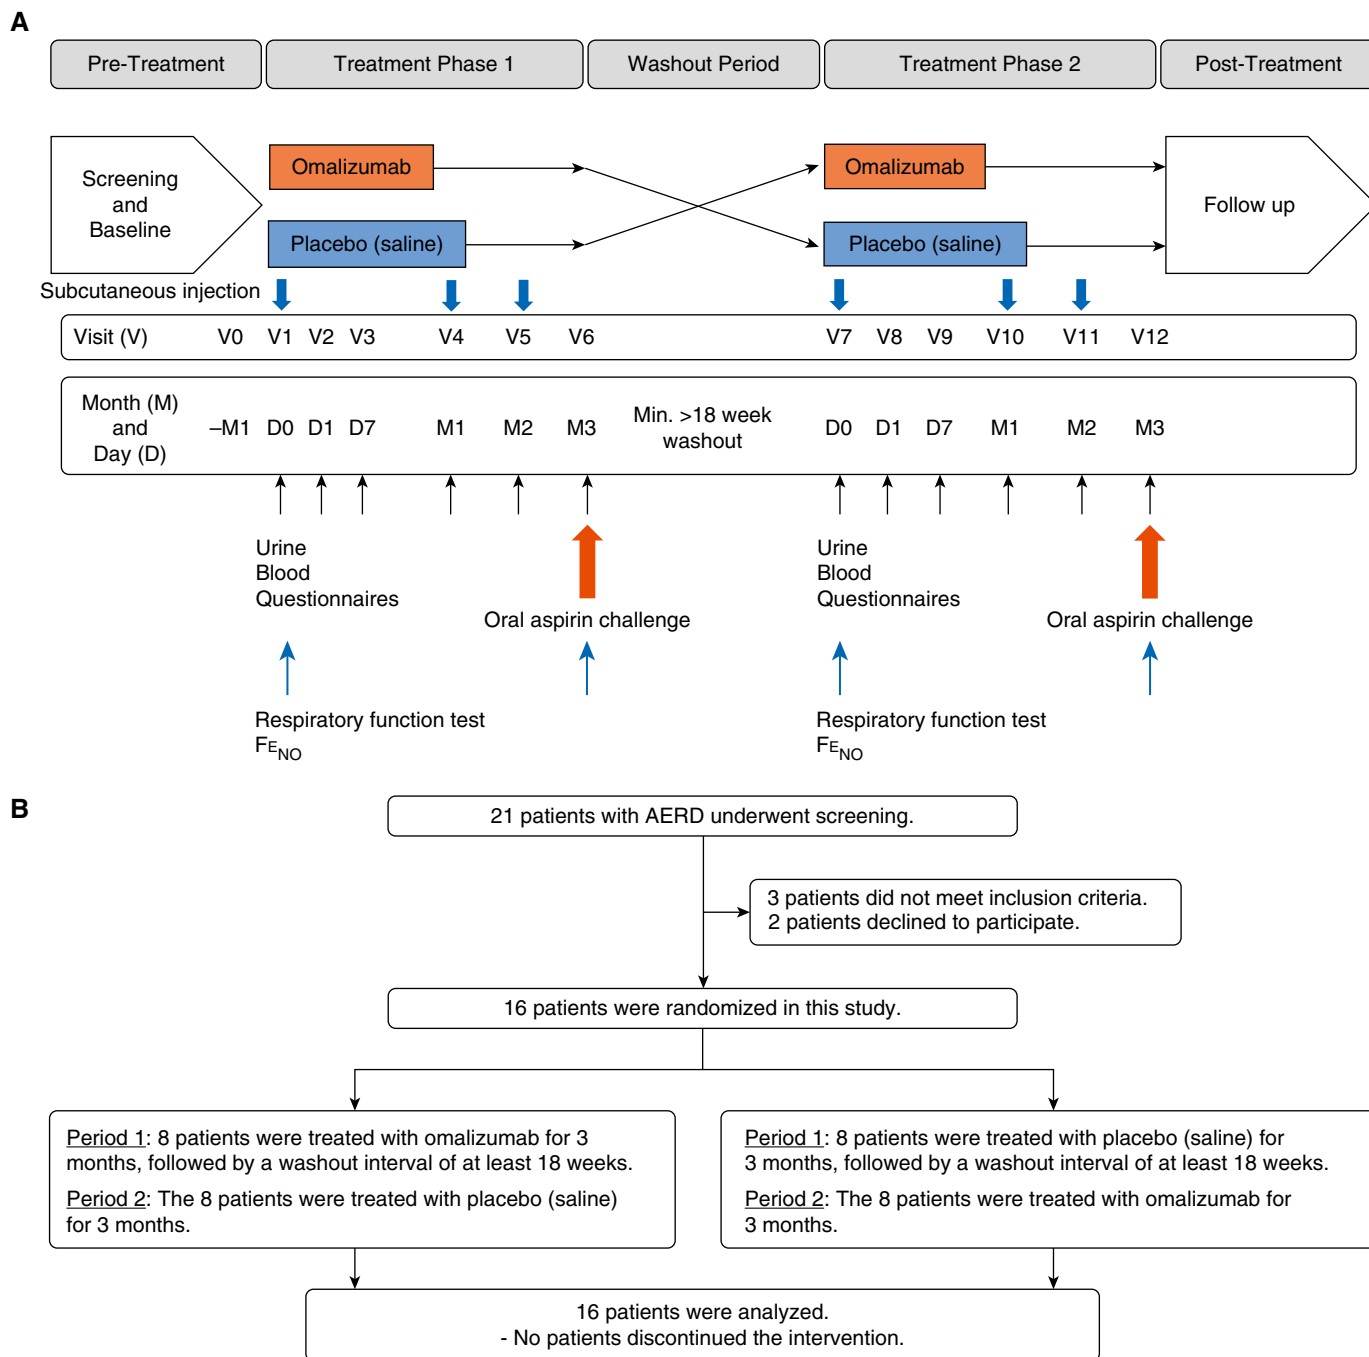 A
Pre-Treatment
Treatment Phase 1
Washout Period
Treatment Phase 2
Post-Treatment
Screening
and
Baseline
Omalizumab
Placebo (saline)
Omalizumab
Placebo (saline)
Follow up
Subcutaneous injection
Visit (V) V0 V1 V2 V3 V4 V5 V6 V7 V8 V9 V10 V11 V12
Month (M)
and
Day (D)
–M1 D0 D1 D7 M1 M2 M3
Min. >18 week
washout
D0 D1 D7 M1 M2 M3
Urine
Blood
Questionnaires
Oral aspirin challenge
Urine
Blood
Questionnaires
Oral aspirin challenge
Respiratory function test
FENO
Respiratory function test
FENO
B
21 patients with AERD underwent screening.
3 patients did not meet inclusion criteria.
2 patients declined to participate.
16 patients were randomized in this study.
Period 1: 8 patients were treated with omalizumab for 3
months, followed by a washout interval of at least 18 weeks.
Period 2: The 8 patients were treated with placebo (saline)
for 3 months.
Period 1: 8 patients were treated with placebo (saline) for
3 months, followed by a washout interval of at least 18 weeks.
Period 2: The 8 patients were treated with omalizumab for
3 months.
16 patients were analyzed.
- No patients discontinued the intervention.